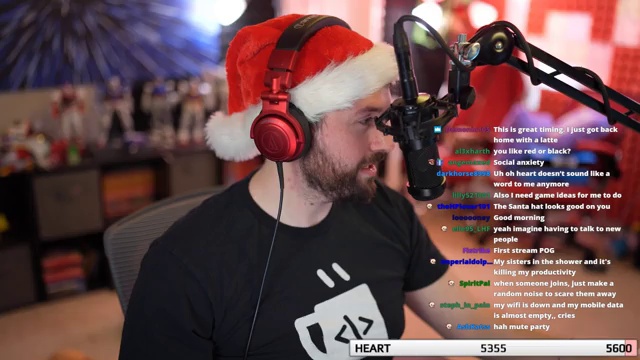 This is great timing. I just got back
home with a latte
you like red or black?
Social anxiety
Uh oh heart doesn't sound like a
word to me anymore
Also I need game ideas for me to do
The Santa hat looks good on you
Good morning
yeah imagine having to talk to new
people
First stream POG
My sisters in the shower and it's
killing my productivity
SpiritPal when someone joins, just make a
random noise to scare them away
my wifi is down and my mobile data
is almost empty,, cries
hah mute party
</>
HEART 5355 5600